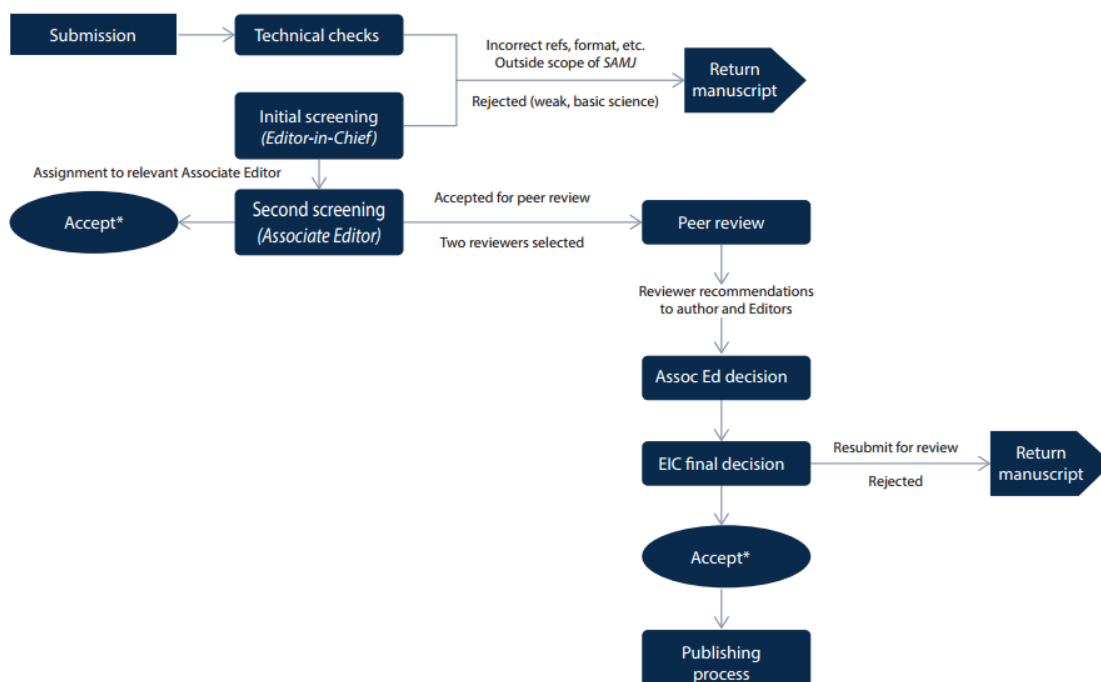 Submission
Technical checks
Incorrect refs, format, etc.
Outside scope of SAMJ
Rejected (weak, basic science)
Return
manuscript
Initial screening
(Editor-in-Chief)
Assignment to relevant Associate Editor
Accept*
Second screening
(Associate Editor)
Accepted for peer review
Two reviewers selected
Peer review
Reviewer recommendations
to author and Editors
Assoc Ed decision
EIC final decision
Resubmit for review
Rejected
Return
manuscript
Accept*
Publishing
process